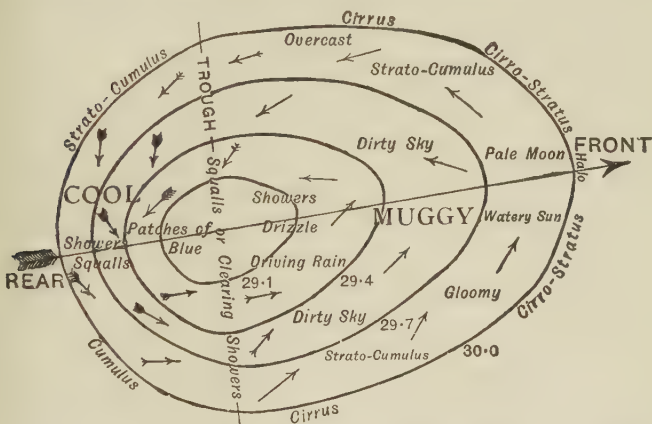 Cirrus
Overcast
Strato-Cumulus
Strato-Cumulus
Cirro-Stratus
TROUGH - Squalls or Clearing Showers
Dirty Sky
Pale Moon
Halo
FRONT
COOL
Showers
MUGGY
Watery Sun
Patches of
Blue
Drizzle
Showers
Squalls
REAR
Driving Rain
29·1
29·4
Gloomy
Cirro-Stratus
Dirty Sky
29·7
Strato-Cumulus
30·0
Cumulus
Cirrus